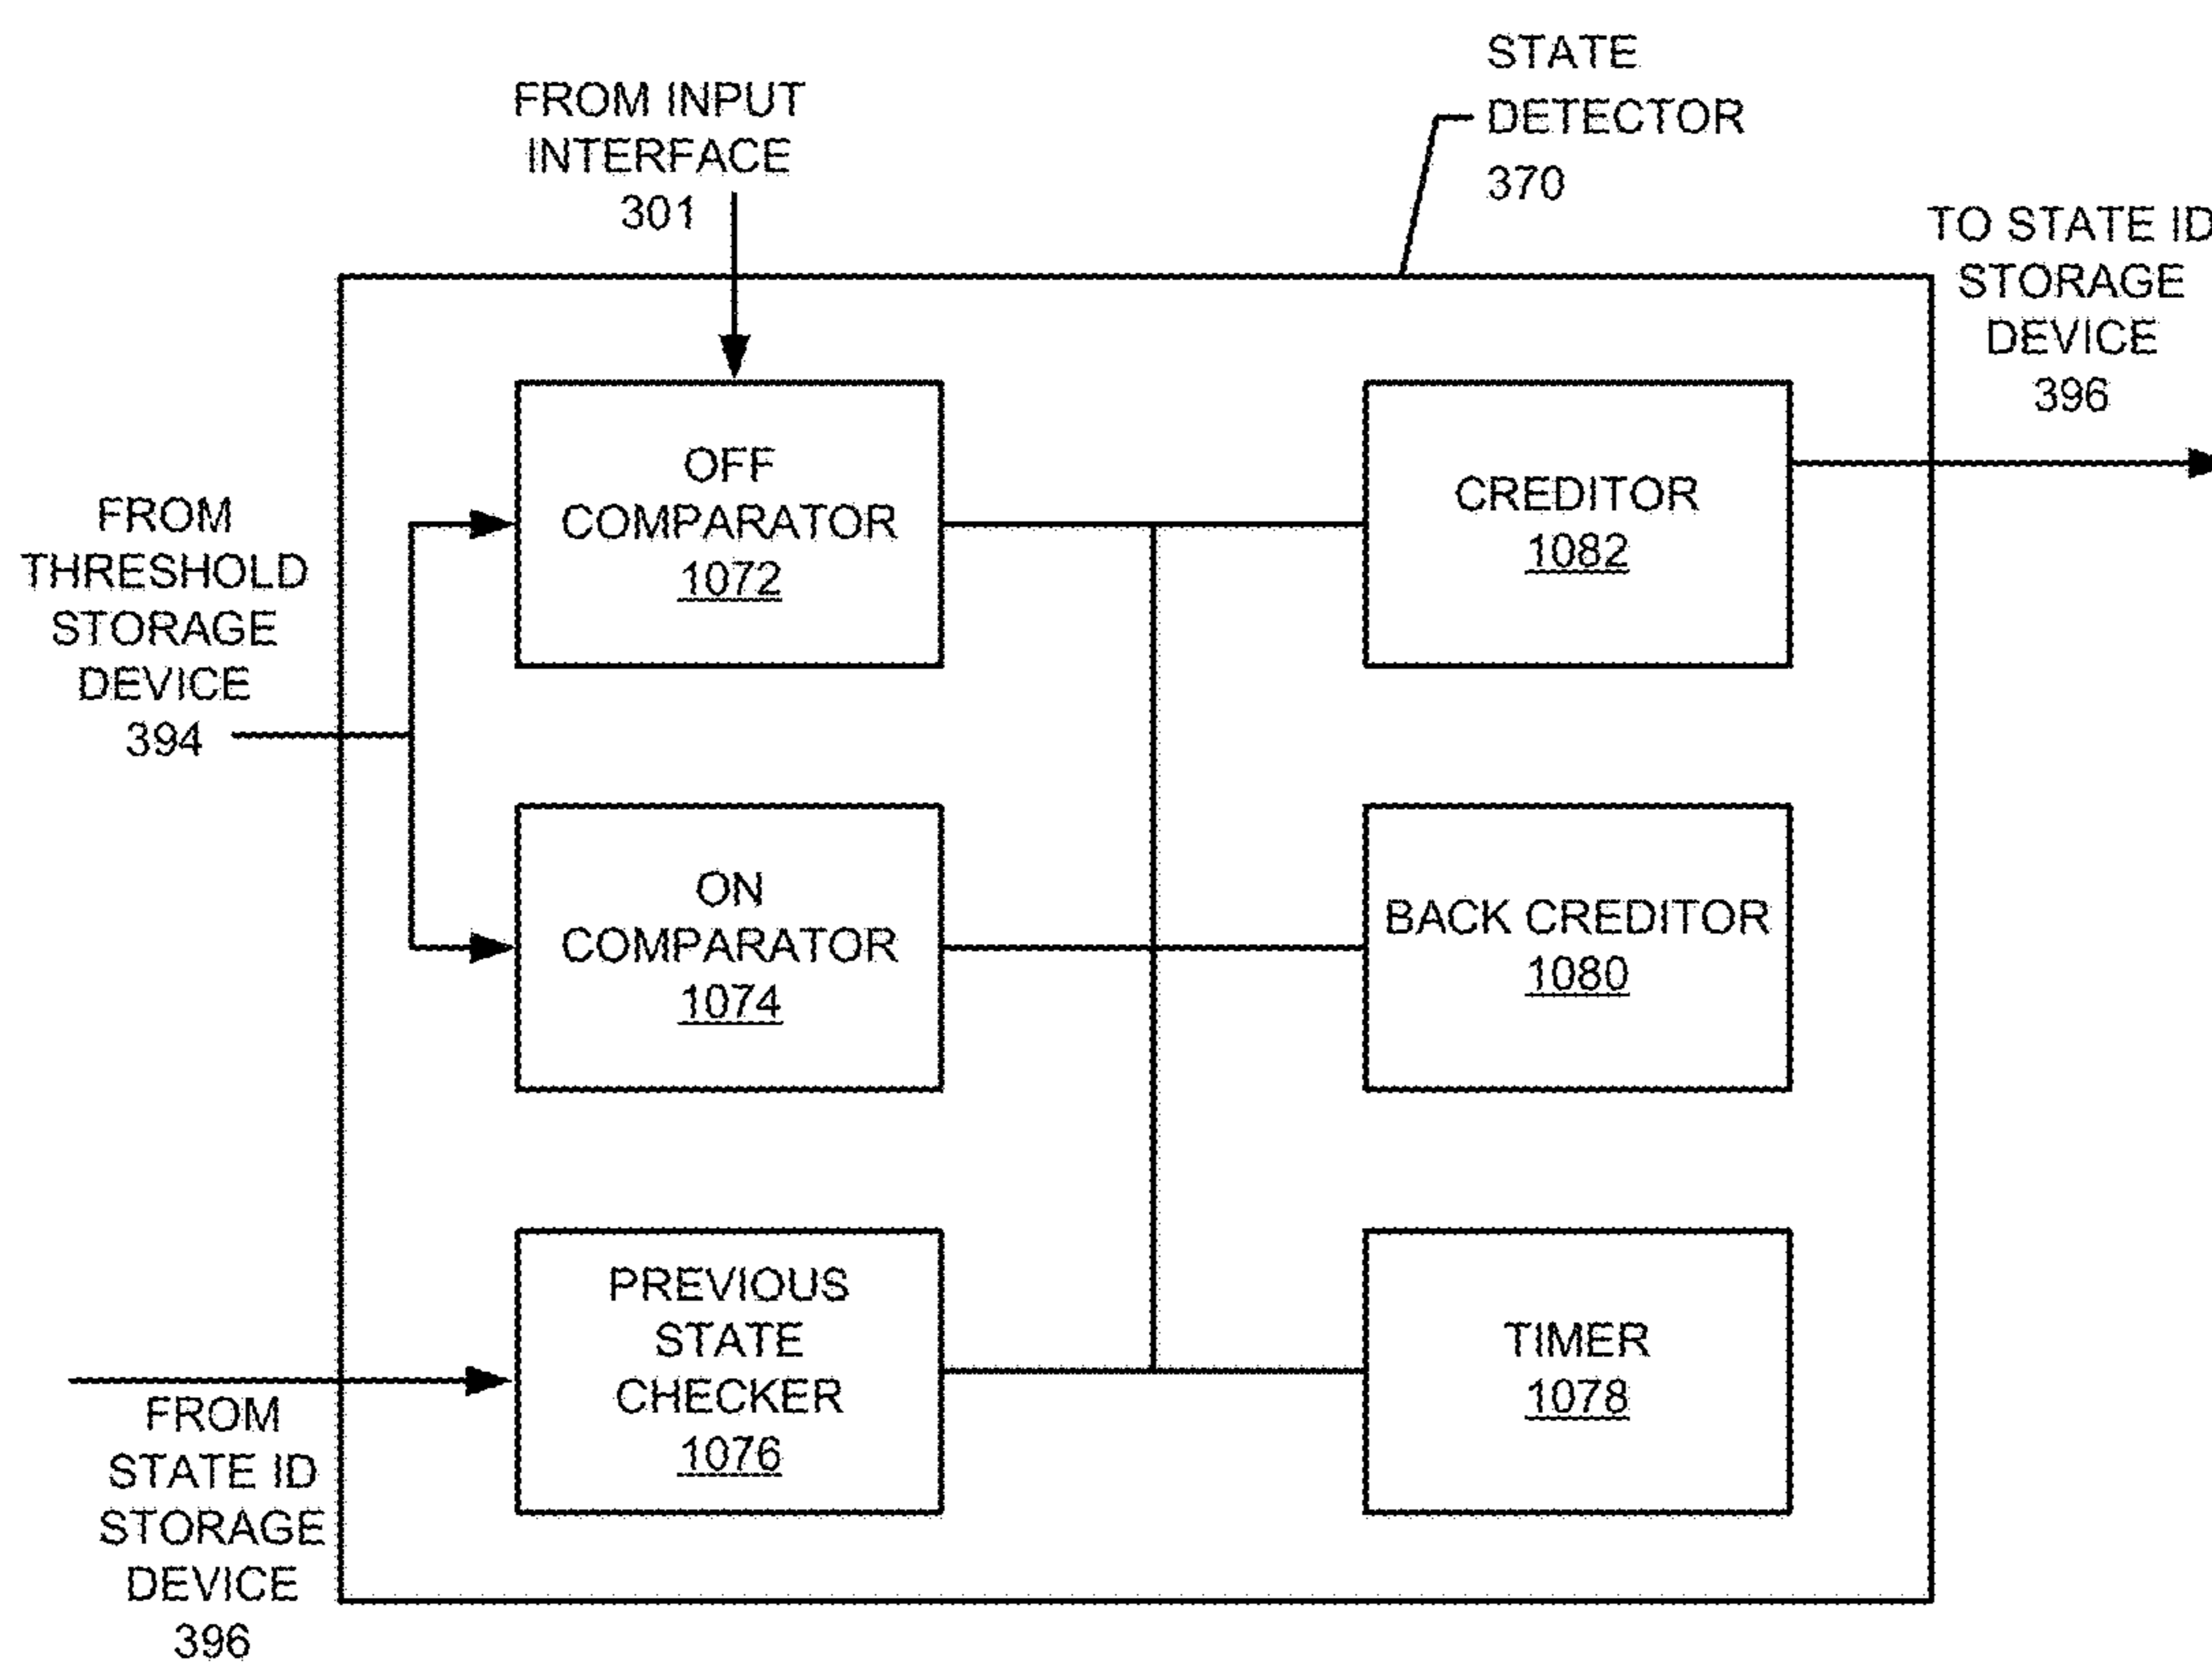 STATE
DETECTOR
370
FROM INPUT
INTERFACE
301
TO STATE ID
STORAGE
DEVICE
396
OFF
COMPARATOR
1072
CREDITOR
1082
FROM
THRESHOLD
STORAGE
DEVICE
394
ON
COMPARATOR
1074
BACK CREDITOR
1080
PREVIOUS
STATE
CHECKER
1076
TIMER
1078
FROM
STATE ID
STORAGE
DEVICE
396